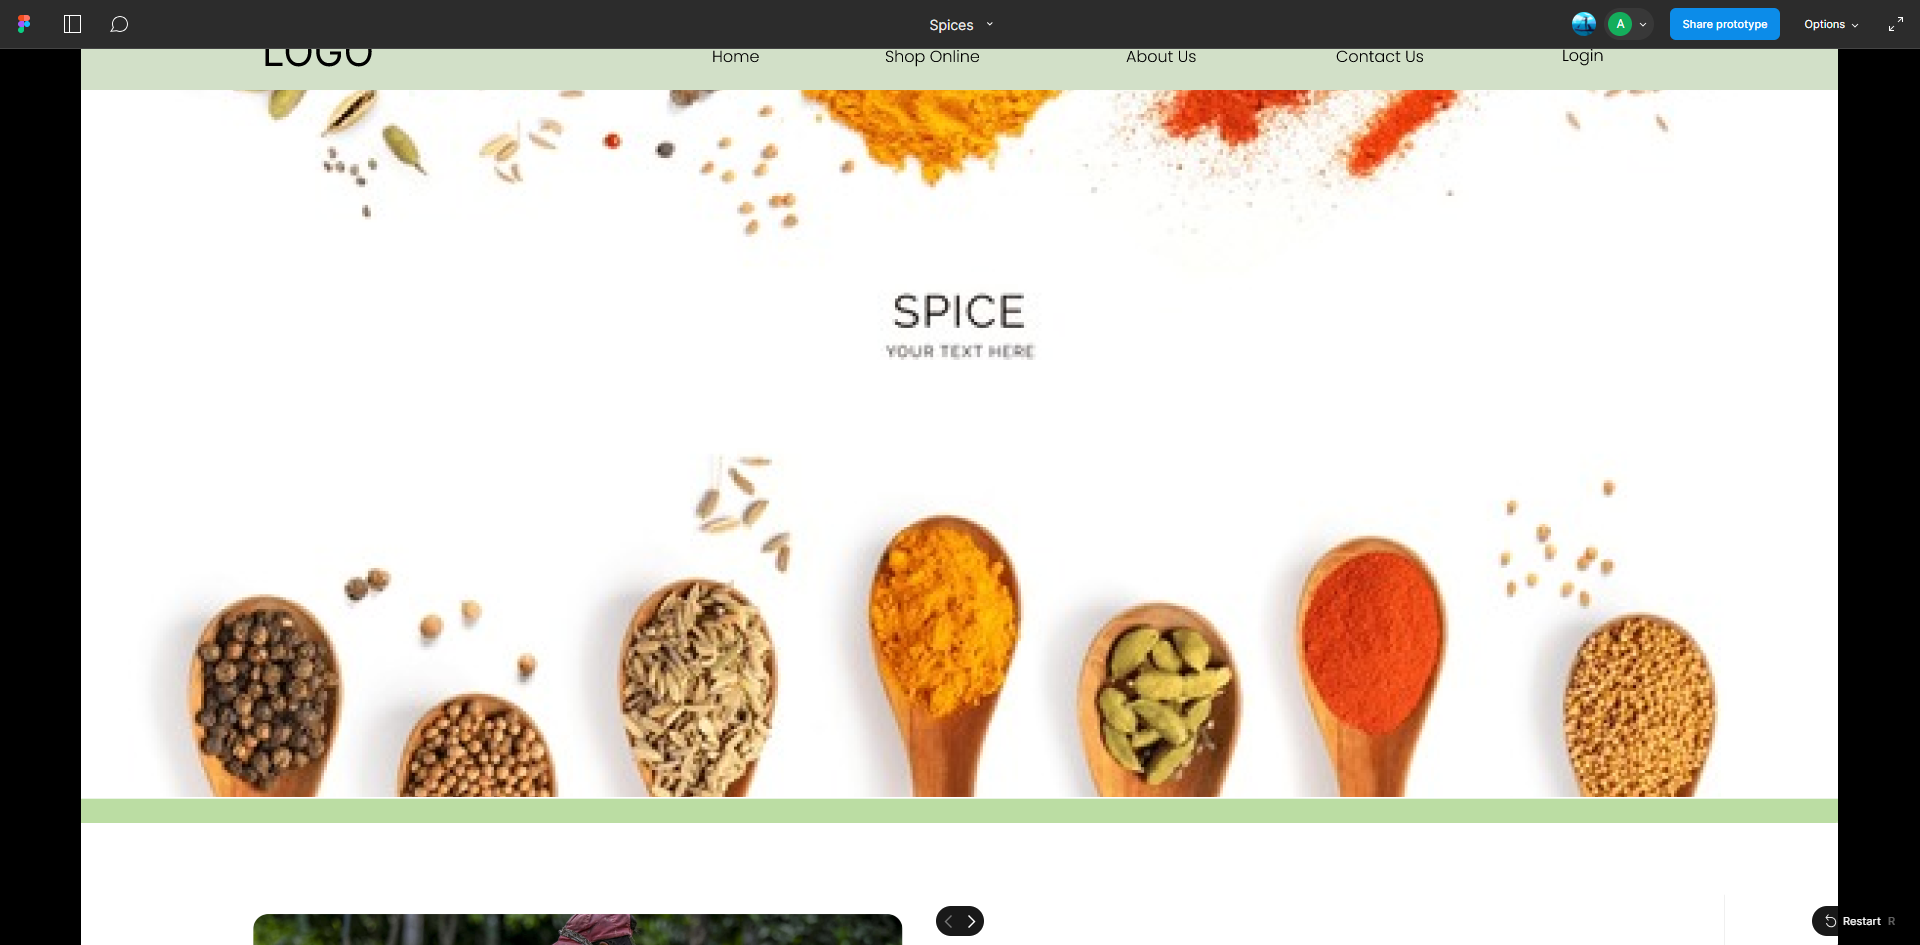 Spices
A
Share prototype
Options
LOGO
Home
Shop Online
About Us
Contact Us
Login
SPICE
YOUR TEXT HERE
Restart R